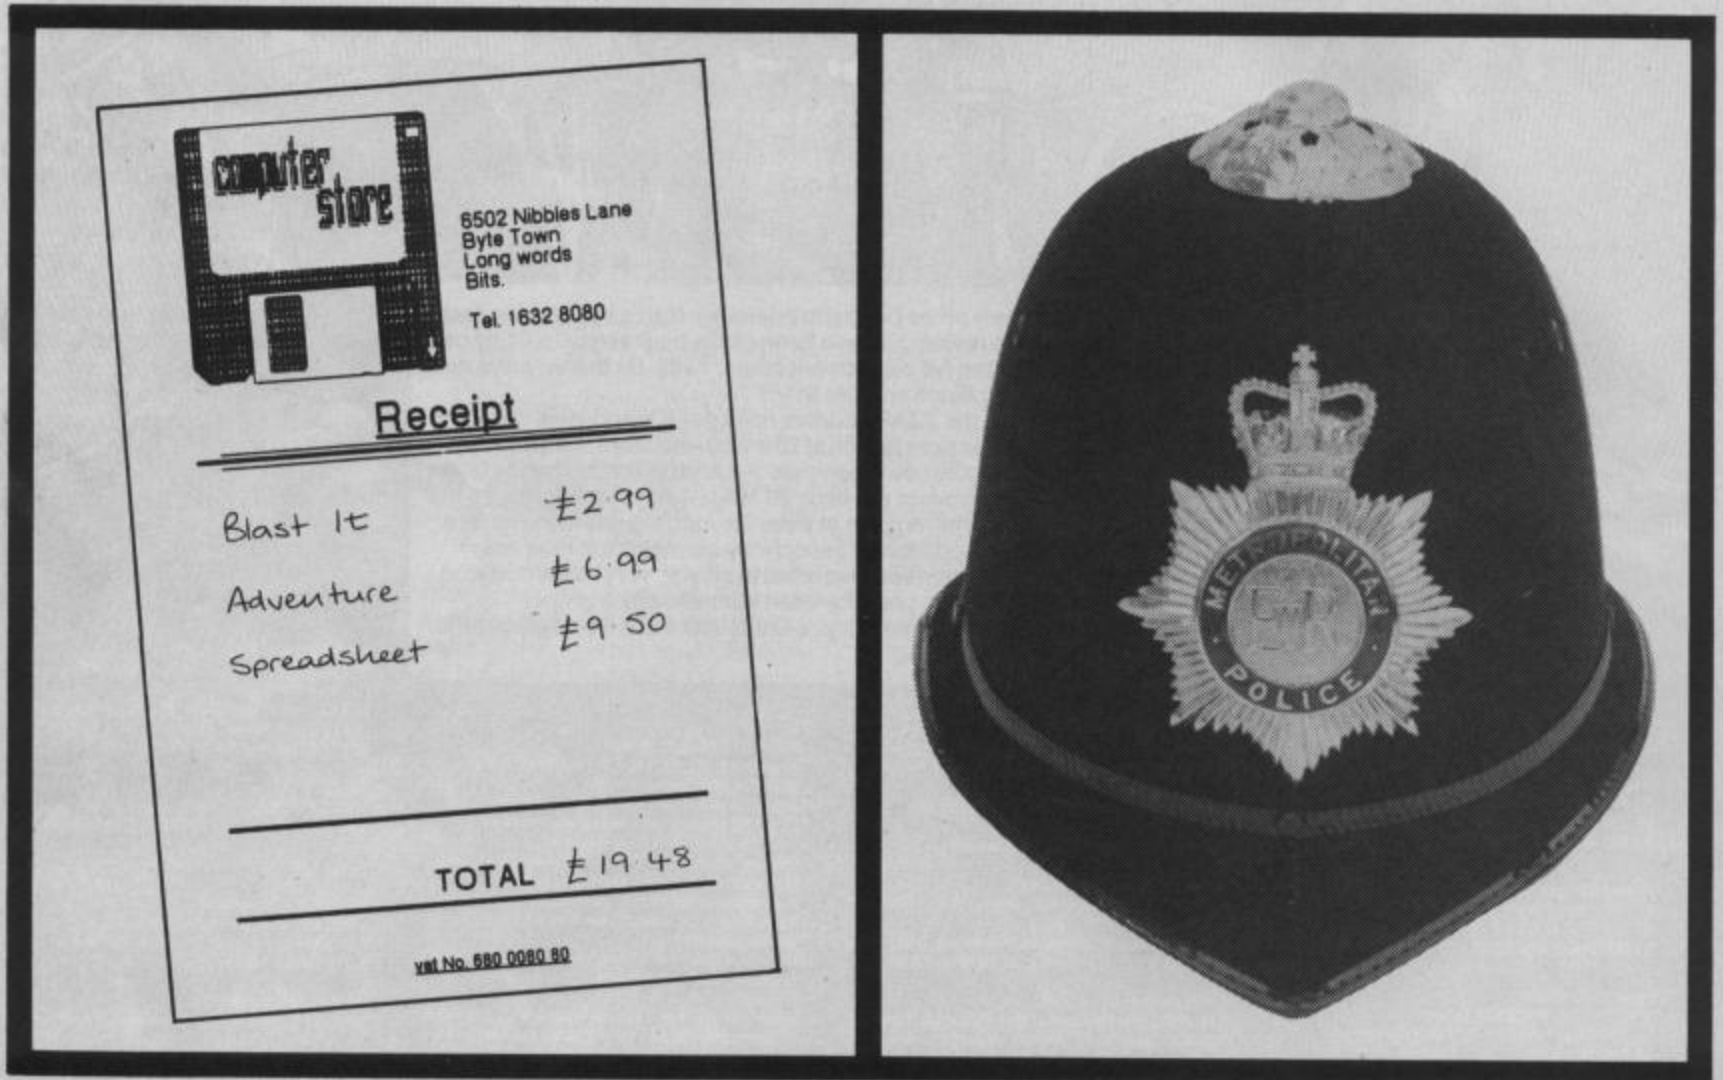 computer
store
6502 Nibbles Lane
Byte Town
Long words
Bits.
Tel. 1632 8080
Receipt
Blast It £2.99
Adventure £6.99
Spreadsheet £9.50
TOTAL £19.48
vat No. 680 0080 80
METROPOLITAN
POLICE